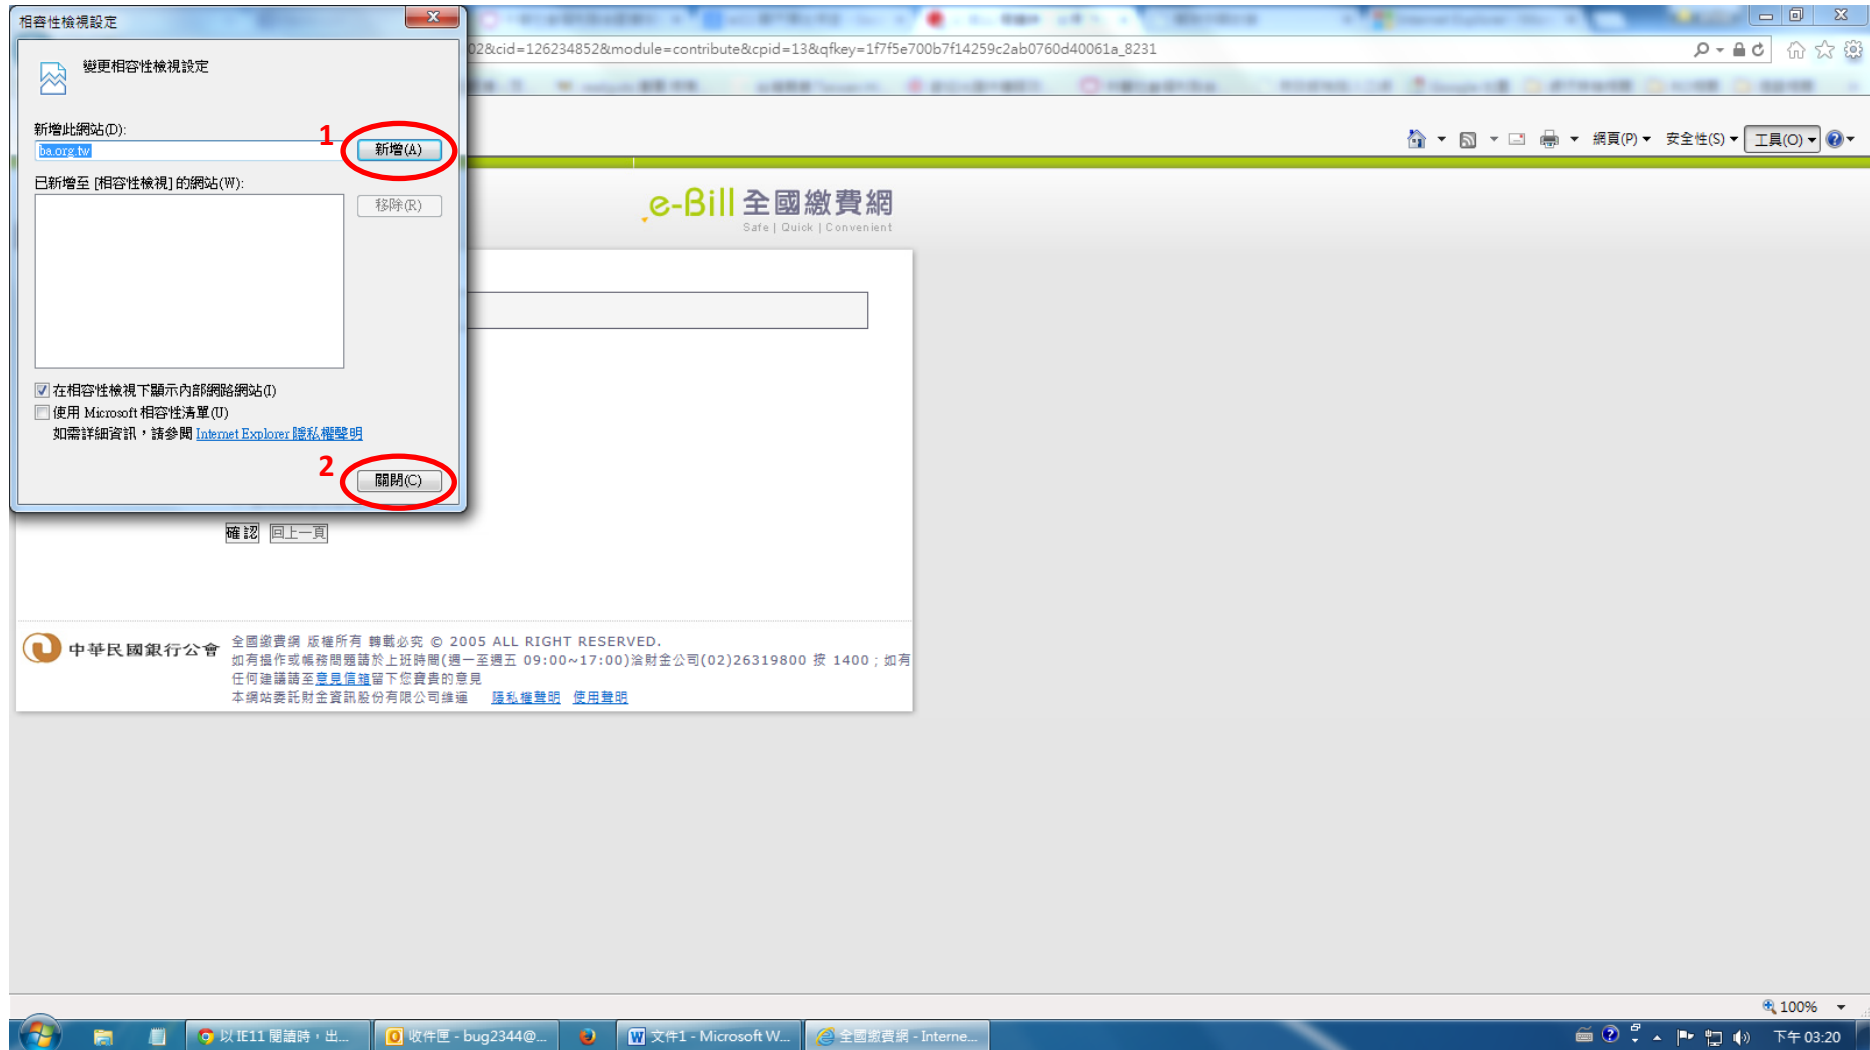 相容性檢視設定
02&cid=126234852&module=contribute&cpid=13&qfkey=1f7f5e700b7f14259c2ab0760d40061a_8231
變更相容性檢視設定
新增此網站(D):
1
ba.org.tw
新增(A)
網頁(P)
安全性(S)
工具(O)
已新增至 [相容性檢視] 的網站(W):
移除(R)
e-Bill 全國繳費網
Safe | Quick | Convenient
在相容性檢視下顯示內部網路網站(I)
使用 Microsoft 相容性清單(U)
如需詳細資訊，請參閱 Internet Explorer 隱私權聲明
2
關閉(C)
確認 回上一頁
中華民國銀行公會
全國繳費網 版權所有 轉載必究 © 2005 ALL RIGHT RESERVED.
如有操作或帳務問題請於上班時間(週一至週五 09:00~17:00)洽財金公司(02)26319800 按 1400；如有
任何建議請至意見信箱留下您寶貴的意見
本網站委託財金資訊股份有限公司維運 隱私權聲明 使用聲明
100%
以 IE11 閱讀時，出...
收件匣 - bug2344@...
文件1 - Microsoft W...
全國繳費網 - Interne...
下午 03:20